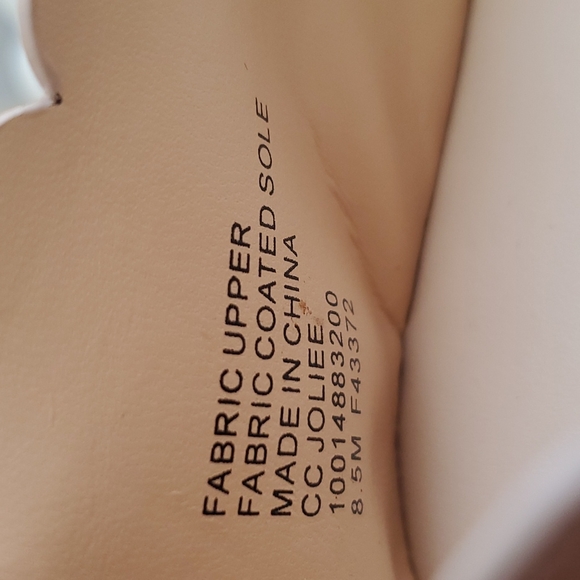 FABRIC UPPER
FABRIC COATED SOLE
MADE IN CHINA
CC JOLIEE
10014883200
8.5M F43372